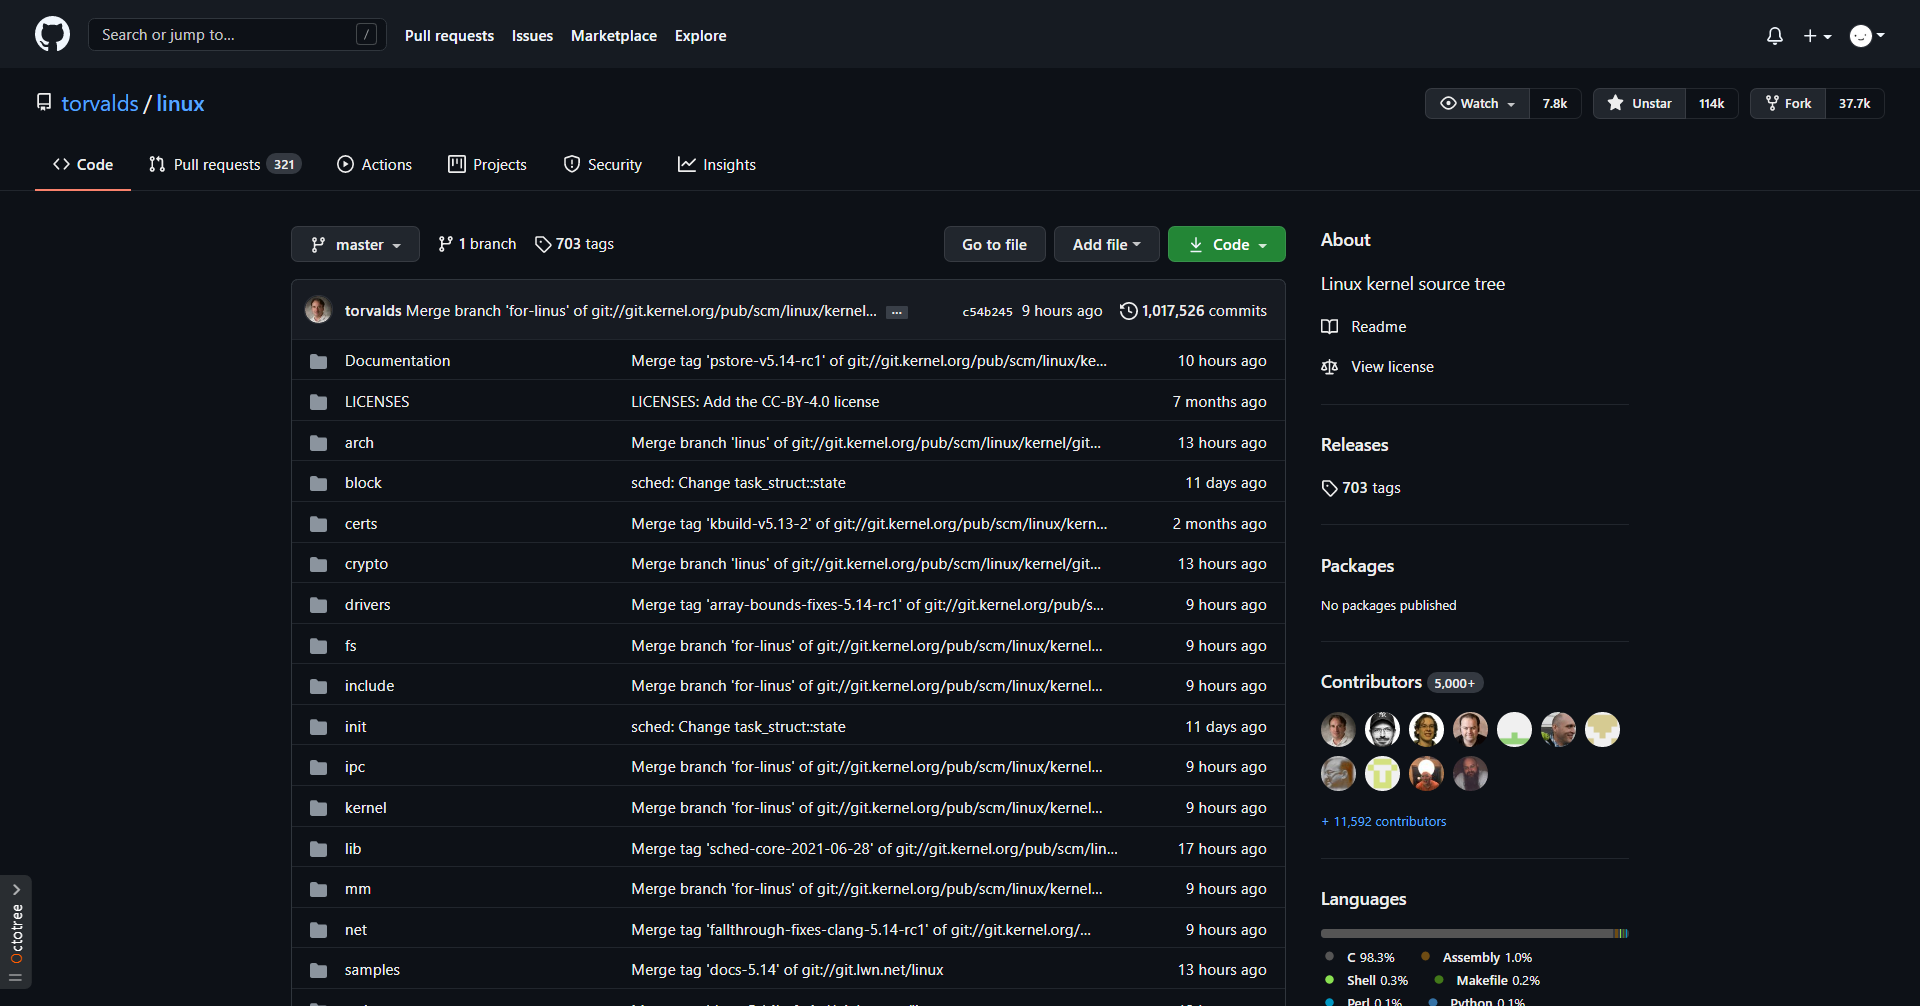 Search or jump to... / Pull requests Issues Marketplace Explore
torvalds / linux Watch 7.8k Unstar 114k Fork 37.7k
Code Pull requests 321 Actions Projects Security Insights
master 1 branch 703 tags Go to file Add file Code
torvalds Merge branch 'for-linus' of git://git.kernel.org/pub/scm/linux/kernel... ... c54b245 9 hours ago 1,017,526 commits
Documentation Merge tag 'pstore-v5.14-rc1' of git://git.kernel.org/pub/scm/linux/ke... 10 hours ago
LICENSES LICENSES: Add the CC-BY-4.0 license 7 months ago
arch Merge branch 'linus' of git://git.kernel.org/pub/scm/linux/kernel/git... 13 hours ago
block sched: Change task_struct::state 11 days ago
certs Merge tag 'kbuild-v5.13-2' of git://git.kernel.org/pub/scm/linux/kern... 2 months ago
crypto Merge branch 'linus' of git://git.kernel.org/pub/scm/linux/kernel/git... 13 hours ago
drivers Merge tag 'array-bounds-fixes-5.14-rc1' of git://git.kernel.org/pub/s... 9 hours ago
fs Merge branch 'for-linus' of git://git.kernel.org/pub/scm/linux/kernel... 9 hours ago
include Merge branch 'for-linus' of git://git.kernel.org/pub/scm/linux/kernel... 9 hours ago
init sched: Change task_struct::state 11 days ago
ipc Merge branch 'for-linus' of git://git.kernel.org/pub/scm/linux/kernel... 9 hours ago
kernel Merge branch 'for-linus' of git://git.kernel.org/pub/scm/linux/kernel... 9 hours ago
lib Merge tag 'sched-core-2021-06-28' of git://git.kernel.org/pub/scm/lin... 17 hours ago
mm Merge branch 'for-linus' of git://git.kernel.org/pub/scm/linux/kernel... 9 hours ago
net Merge tag 'fallthrough-fixes-clang-5.14-rc1' of git://git.kernel.org/... 9 hours ago
samples Merge tag 'docs-5.14' of git://git.lwn.net/linux 13 hours ago
About
Linux kernel source tree
Readme
View license
Releases
703 tags
Packages
No packages published
Contributors 5,000+
+ 11,592 contributors
Languages
C 98.3% Assembly 1.0%
Shell 0.3% Makefile 0.2%
Perl 0.1% Python 0.1%
Octotree